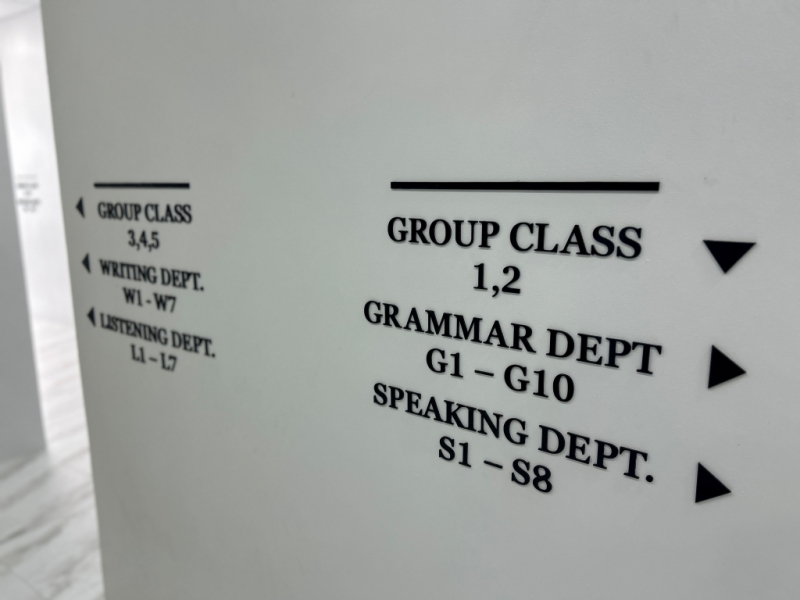 GROUP CLASS
3,4,5
WRITING DEPT.
W1 - W7
LISTENING DEPT.
L1 – L7
GROUP CLASS
1,2
GRAMMAR DEPT
G1 – G10
SPEAKING DEPT.
S1 – S8